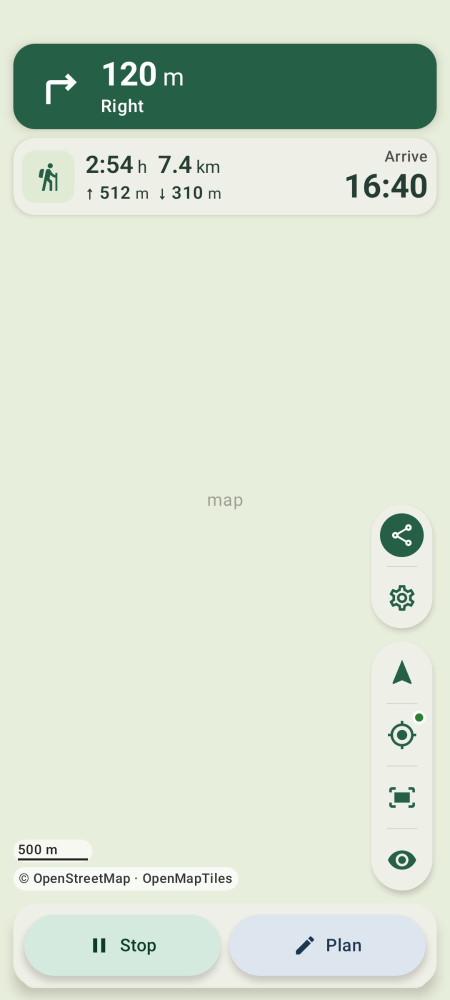 120 m
Right
2:54 h 7.4 km
↑ 512 m ↓ 310 m
Arrive
16:40
map
500 m
© OpenStreetMap · OpenMapTiles
Stop
Plan